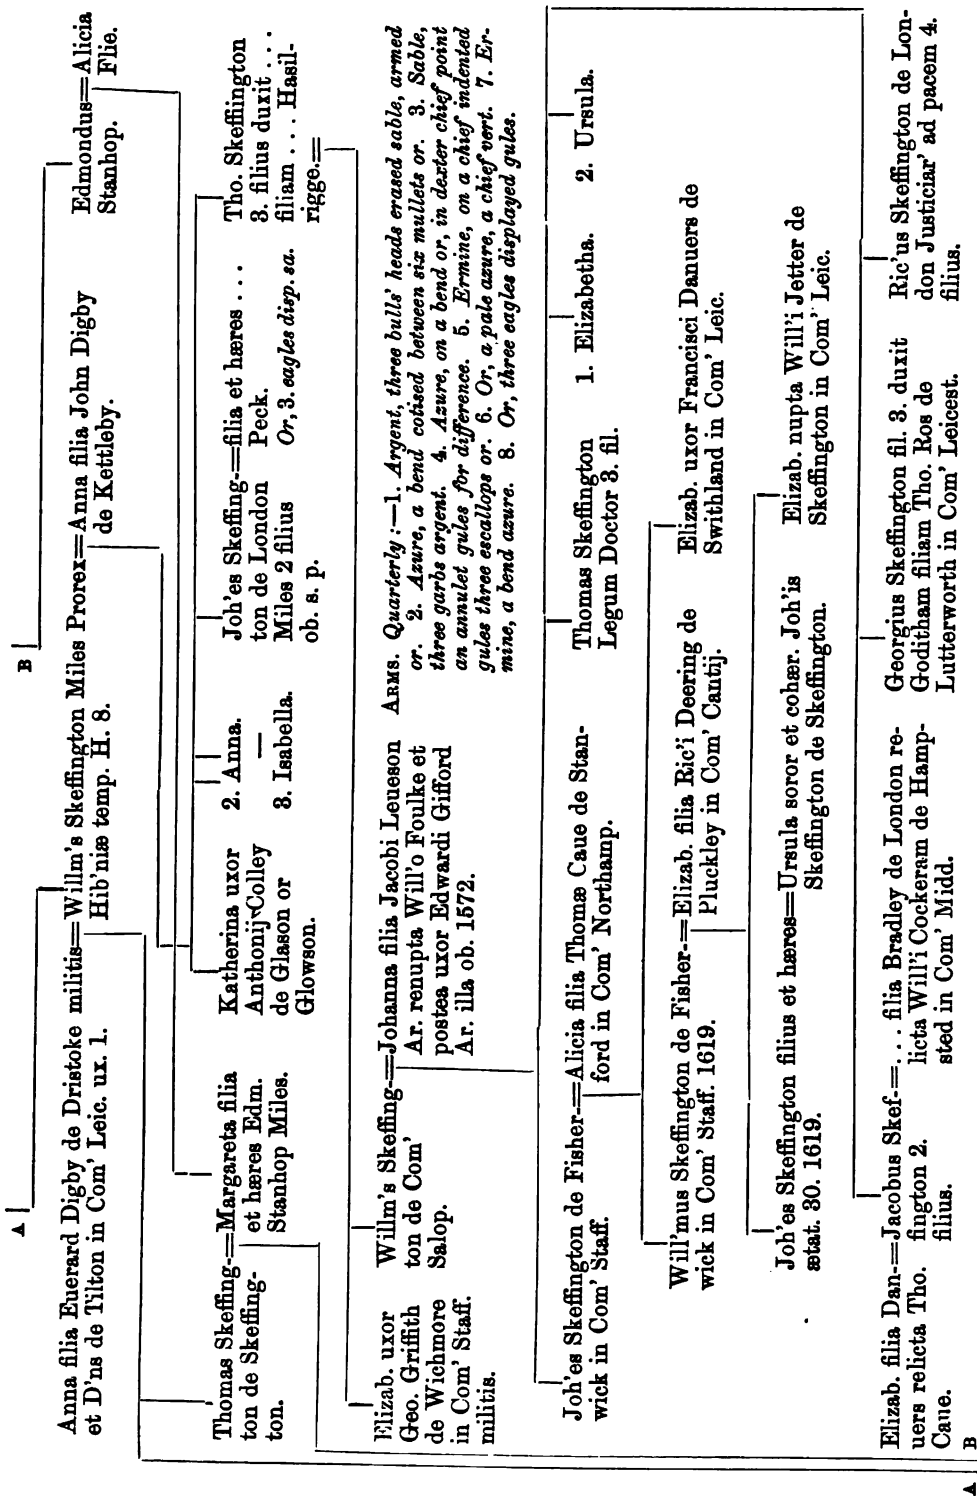 A
B
Anna filia Euerard Digby de Dristoke militis=Willm's Skeffington Miles Prorex=Anna filia John Digby
et D'ns de Tilton in Com' Leic. ux. 1.
Hib'niæ temp. H. 8.
de Kettleby.
Edmondus=Alicia
Stanhop. Flie.
Thomas Skeffing-=Margareta filia
ton de Skeffing- et hæres Edm.
ton. Stanhop Miles.
Katherina uxor
Anthonij Colley
de Glason or
Glowson.
2. Anna.
—
3. Isabella.
Joh'es Skeffing-=filia et hæres ...
ton de London Peck.
Miles 2 filius Or, 3. eagles disp. sa.
ob. s. p.
Tho. Skeffington
3. filius duxit ....
filiam ... Hasil-
rigge.=
Elizab. uxor
Geo. Griffith
de Wichmore
in Com' Staff.
militis.
Willm's Skeffing-=Johanna filia Jacobi Leueson
ton de Com' Ar. renupta Will'o Foulke et
Salop. postea uxor Edwardi Gifford
Ar. illa ob. 1572.
ARMS. Quarterly:—1. Argent, three bulls' heads erased sable, armed
or. 2. Azure, a bend cotised between six mullets or. 3. Sable,
three garbs argent. 4. Azure, on a bend or, in dexter chief point
an annulet gules for difference. 5. Ermine, on a chief indented
gules three escallops or. 6. Or, a pale azure, a chief vert. 7. Er-
mine, a bend azure. 8. Or, three eagles displayed gules.
Joh'es Skeffington de Fisher-=Alicia filia Thomæ Caue de Stan-
wick in Com' Staff. ford in Com' Northamp.
Thomas Skeffington
Legum Doctor 3. fil.
1. Elizabetha.
2. Ursula.
Will'mus Skeffington de Fisher-=Elizab. filia Ric'i Deering de
wick in Com' Staff. 1619. Pluckley in Com' Cantij.
Elizab. uxor Francisci Danuers de
Swithland in Com' Leic.
Joh'es Skeffington filius et hæres=Ursula soror et cohær. Joh'is
ætat. 30. 1619. Skeffington de Skeffington.
Elizab. nupta Will'i Jetter de
Skeffington in Com' Leic.
Elizab. filia Dan-=Jacobus Skef-=... filia Bradley de London re-
uers relicta Tho. fington 2. licta Will'i Cockeram de Hamp-
Caue. filius. sted in Com' Midd.
Georgius Skeffington fil. 3. duxit
Goditham filiam Tho. Ros de
Lutterworth in Com' Leicest.
Ric'us Skeffington de Lon-
don Justiciar' ad pacem 4.
filius.
A
B